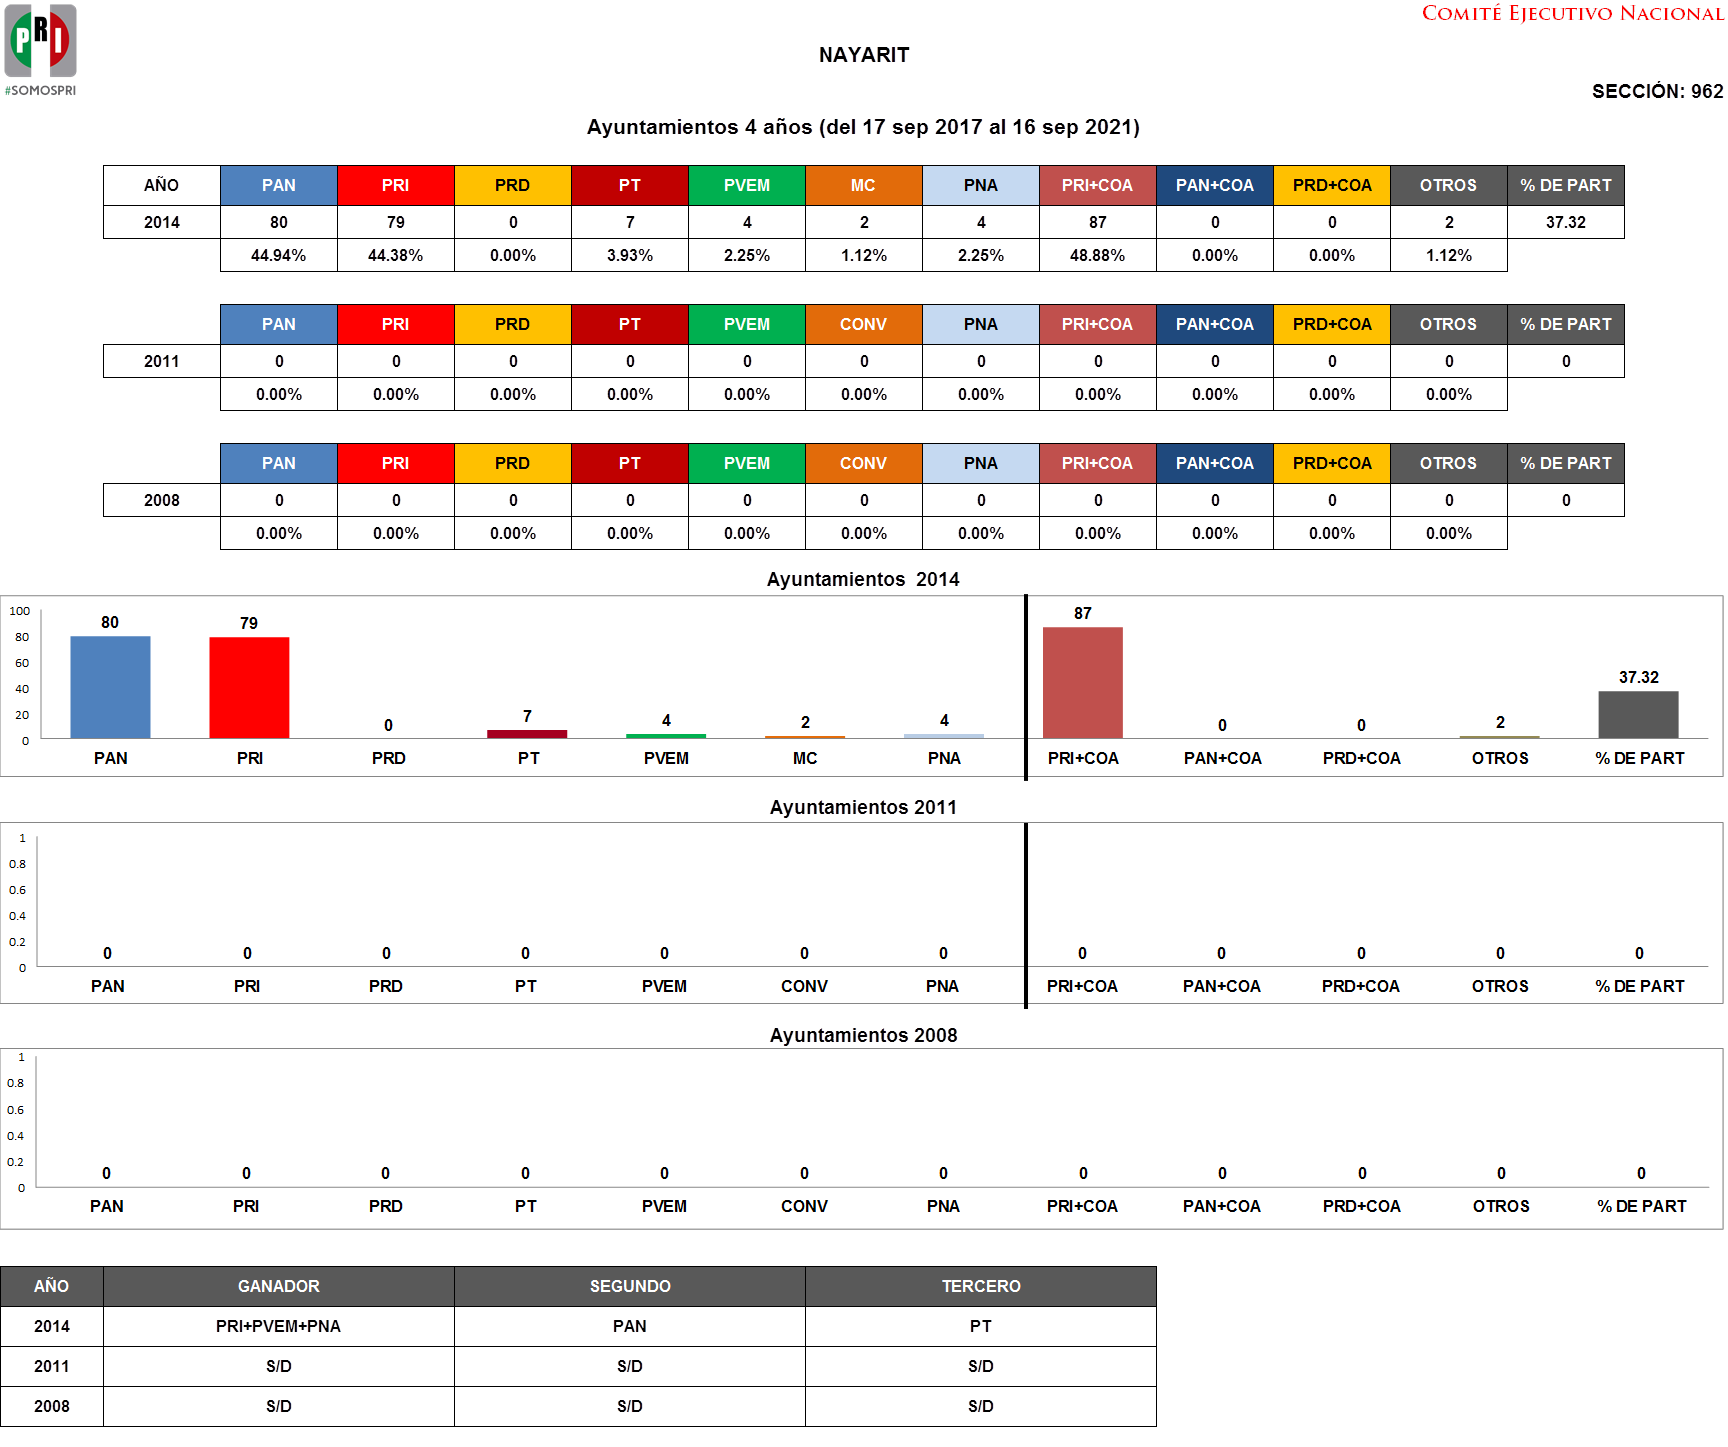 COMITÉ EJECUTIVO NACIONAL
PRI
#SOMOSPRI
NAYARIT
SECCIÓN: 962
Ayuntamientos 4 años (del 17 sep 2017 al 16 sep 2021)
AÑO PAN PRI PRD PT PVEM MC PNA PRI+COA PAN+COA PRD+COA OTROS % DE PART
2014 80 79 0 7 4 2 4 87 0 0 2 37.32
44.94% 44.38% 0.00% 3.93% 2.25% 1.12% 2.25% 48.88% 0.00% 0.00% 1.12%
PAN PRI PRD PT PVEM CONV PNA PRI+COA PAN+COA PRD+COA OTROS % DE PART
2011 0 0 0 0 0 0 0 0 0 0 0 0
0.00% 0.00% 0.00% 0.00% 0.00% 0.00% 0.00% 0.00% 0.00% 0.00% 0.00%
PAN PRI PRD PT PVEM CONV PNA PRI+COA PAN+COA PRD+COA OTROS % DE PART
2008 0 0 0 0 0 0 0 0 0 0 0 0
0.00% 0.00% 0.00% 0.00% 0.00% 0.00% 0.00% 0.00% 0.00% 0.00% 0.00%
Ayuntamientos 2014
100
80
60
40
20
0
80 79 0 7 4 2 4 87 0 0 2 37.32
PAN PRI PRD PT PVEM MC PNA PRI+COA PAN+COA PRD+COA OTROS % DE PART
Ayuntamientos 2011
1
0.8
0.6
0.4
0.2
0
0 0 0 0 0 0 0 0 0 0 0 0
PAN PRI PRD PT PVEM CONV PNA PRI+COA PAN+COA PRD+COA OTROS % DE PART
Ayuntamientos 2008
1
0.8
0.6
0.4
0.2
0
0 0 0 0 0 0 0 0 0 0 0 0
PAN PRI PRD PT PVEM CONV PNA PRI+COA PAN+COA PRD+COA OTROS % DE PART
AÑO GANADOR SEGUNDO TERCERO
2014 PRI+PVEM+PNA PAN PT
2011 S/D S/D S/D
2008 S/D S/D S/D